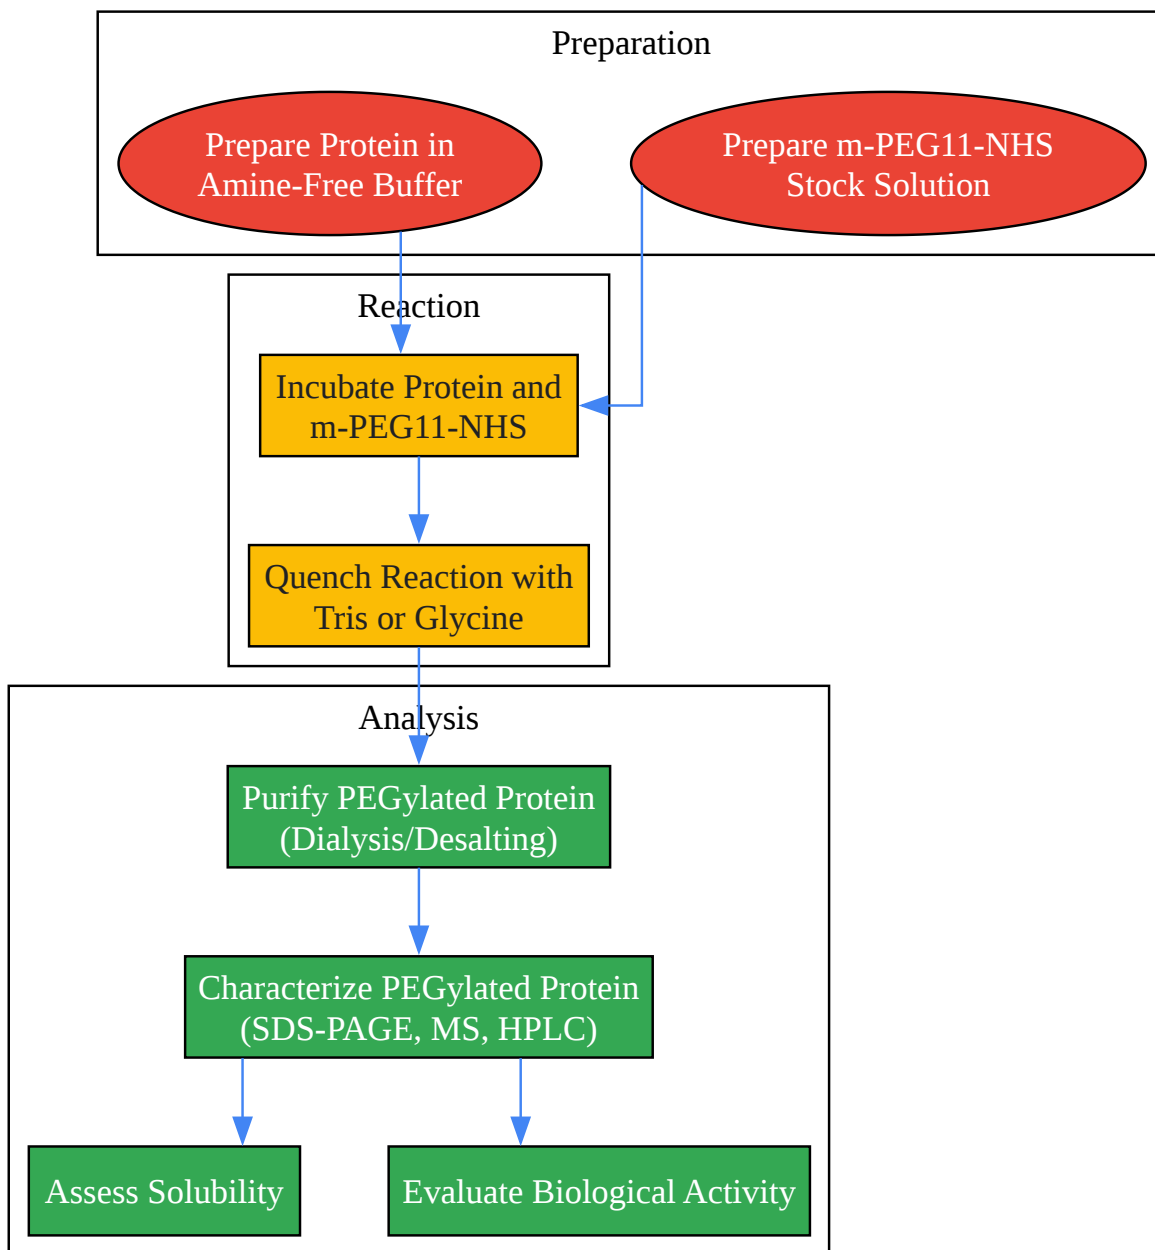 Preparation
Prepare Protein in
Amine-Free Buffer
Prepare m-PEG11-NHS
Stock Solution
Reaction
Incubate Protein and
m-PEG11-NHS
Quench Reaction with
Tris or Glycine
Analysis
Purify PEGylated Protein
(Dialysis/Desalting)
Characterize PEGylated Protein
(SDS-PAGE, MS, HPLC)
Assess Solubility
Evaluate Biological Activity